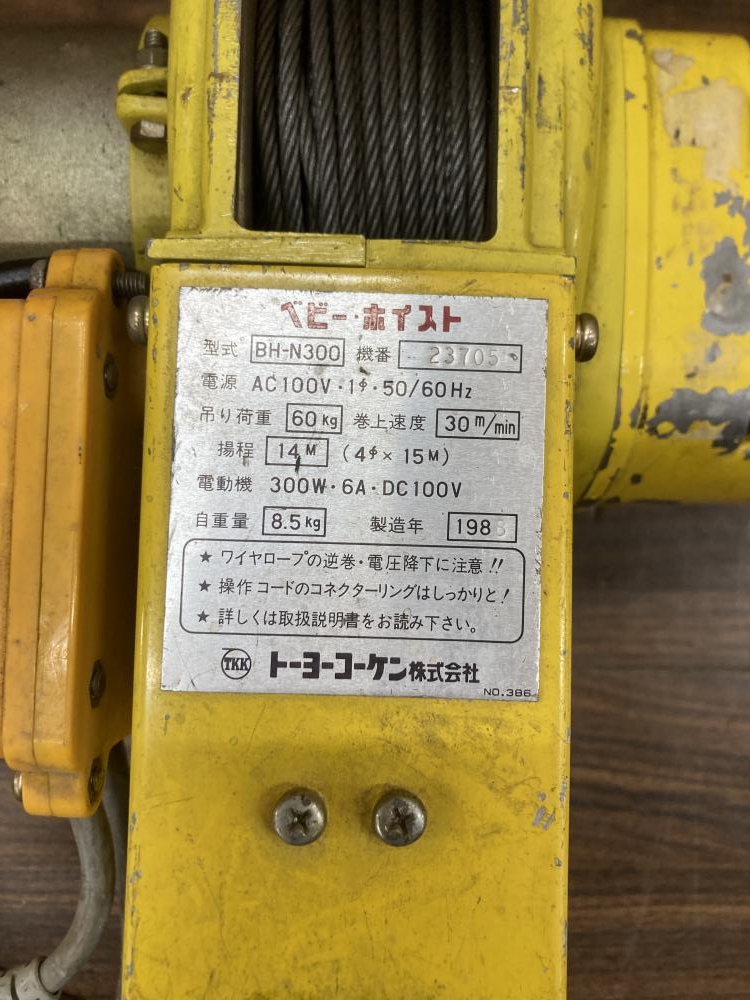 ベビー・ホイスト
型式 BH-N300 機番 23705
電源 AC100V・1φ・50/60Hz
吊り荷重 60kg 巻上速度 30m/min
揚程 14M (4φ×15M)
電動機 300W・6A・DC100V
自重量 8.5kg 製造年
★ ワイヤロープの逆巻・電圧降下に注意!!
★ 操作コードのコネクターリングはしっかりと!
★ 詳しくは取扱説明書をお読み下さい。
TKK トーヨーコーケン株式会社
NO.386